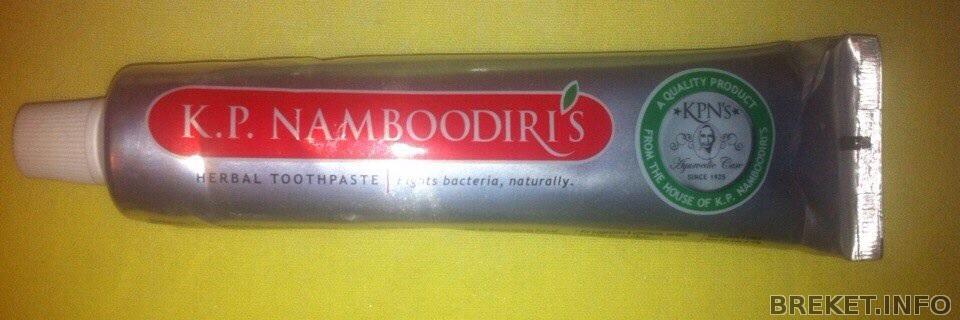 K.P. NAMBOODIRI'S
HERBAL TOOTHPASTE | Fights bacteria, naturally.
A QUALITY PRODUCT
KPN'S
Ayurvedic Care
SINCE 1925
FROM THE HOUSE OF K.P. NAMBOODIRI'S
BREKET.INFO